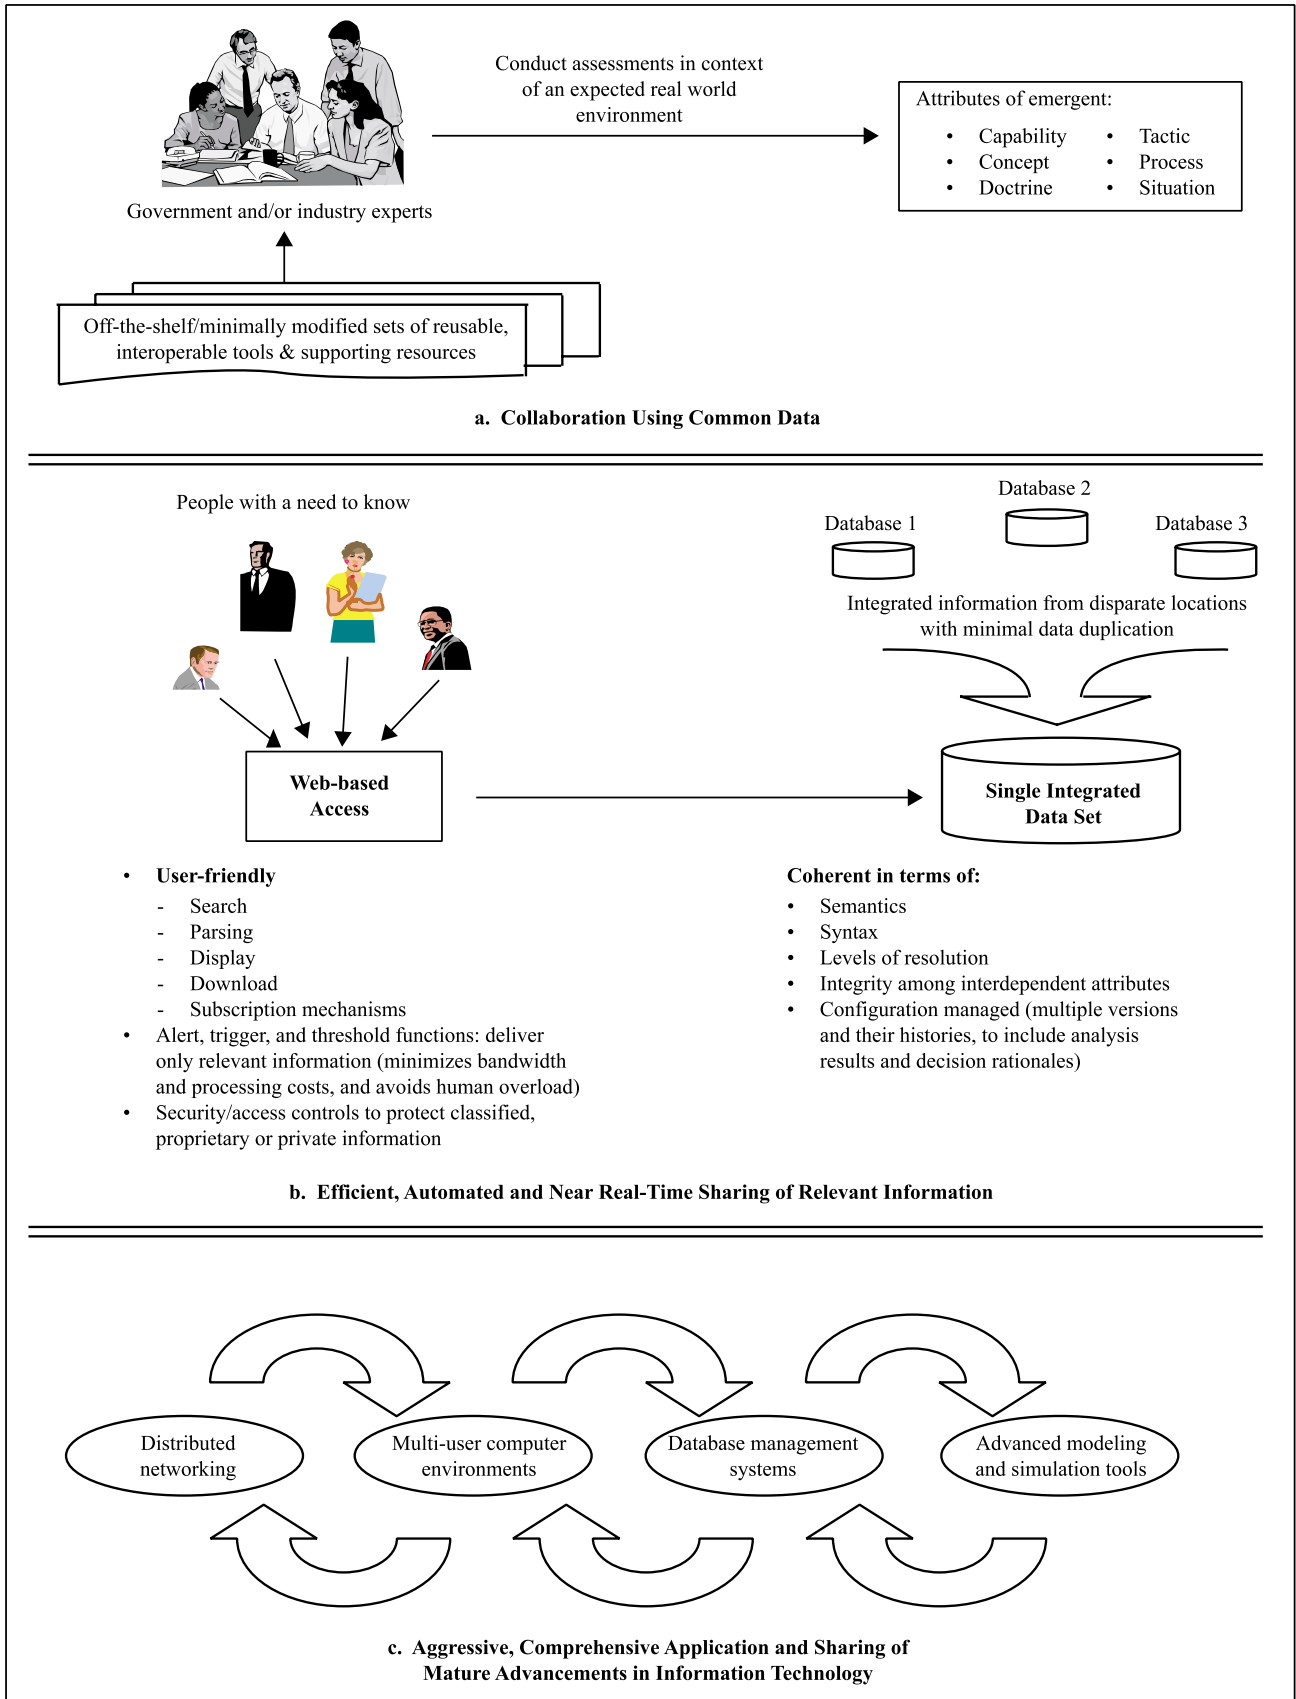 Conduct assessments in context
of an expected real world
environment
Attributes of emergent:
• Capability
• Concept
• Doctrine
• Tactic
• Process
• Situation
Government and/or industry experts
Off-the-shelf/minimally modified sets of reusable,
interoperable tools & supporting resources
a. Collaboration Using Common Data
People with a need to know
Database 1
Database 2
Database 3
Integrated information from disparate locations
with minimal data duplication
Web-based
Access
Single Integrated
Data Set
• User-friendly
- Search
- Parsing
- Display
- Download
- Subscription mechanisms
• Alert, trigger, and threshold functions: deliver
only relevant information (minimizes bandwidth
and processing costs, and avoids human overload)
• Security/access controls to protect classified,
proprietary or private information
Coherent in terms of:
• Semantics
• Syntax
• Levels of resolution
• Integrity among interdependent attributes
• Configuration managed (multiple versions
and their histories, to include analysis
results and decision rationales)
b. Efficient, Automated and Near Real-Time Sharing of Relevant Information
Distributed
networking
Multi-user computer
environments
Database management
systems
Advanced modeling
and simulation tools
c. Aggressive, Comprehensive Application and Sharing of
Mature Advancements in Information Technology